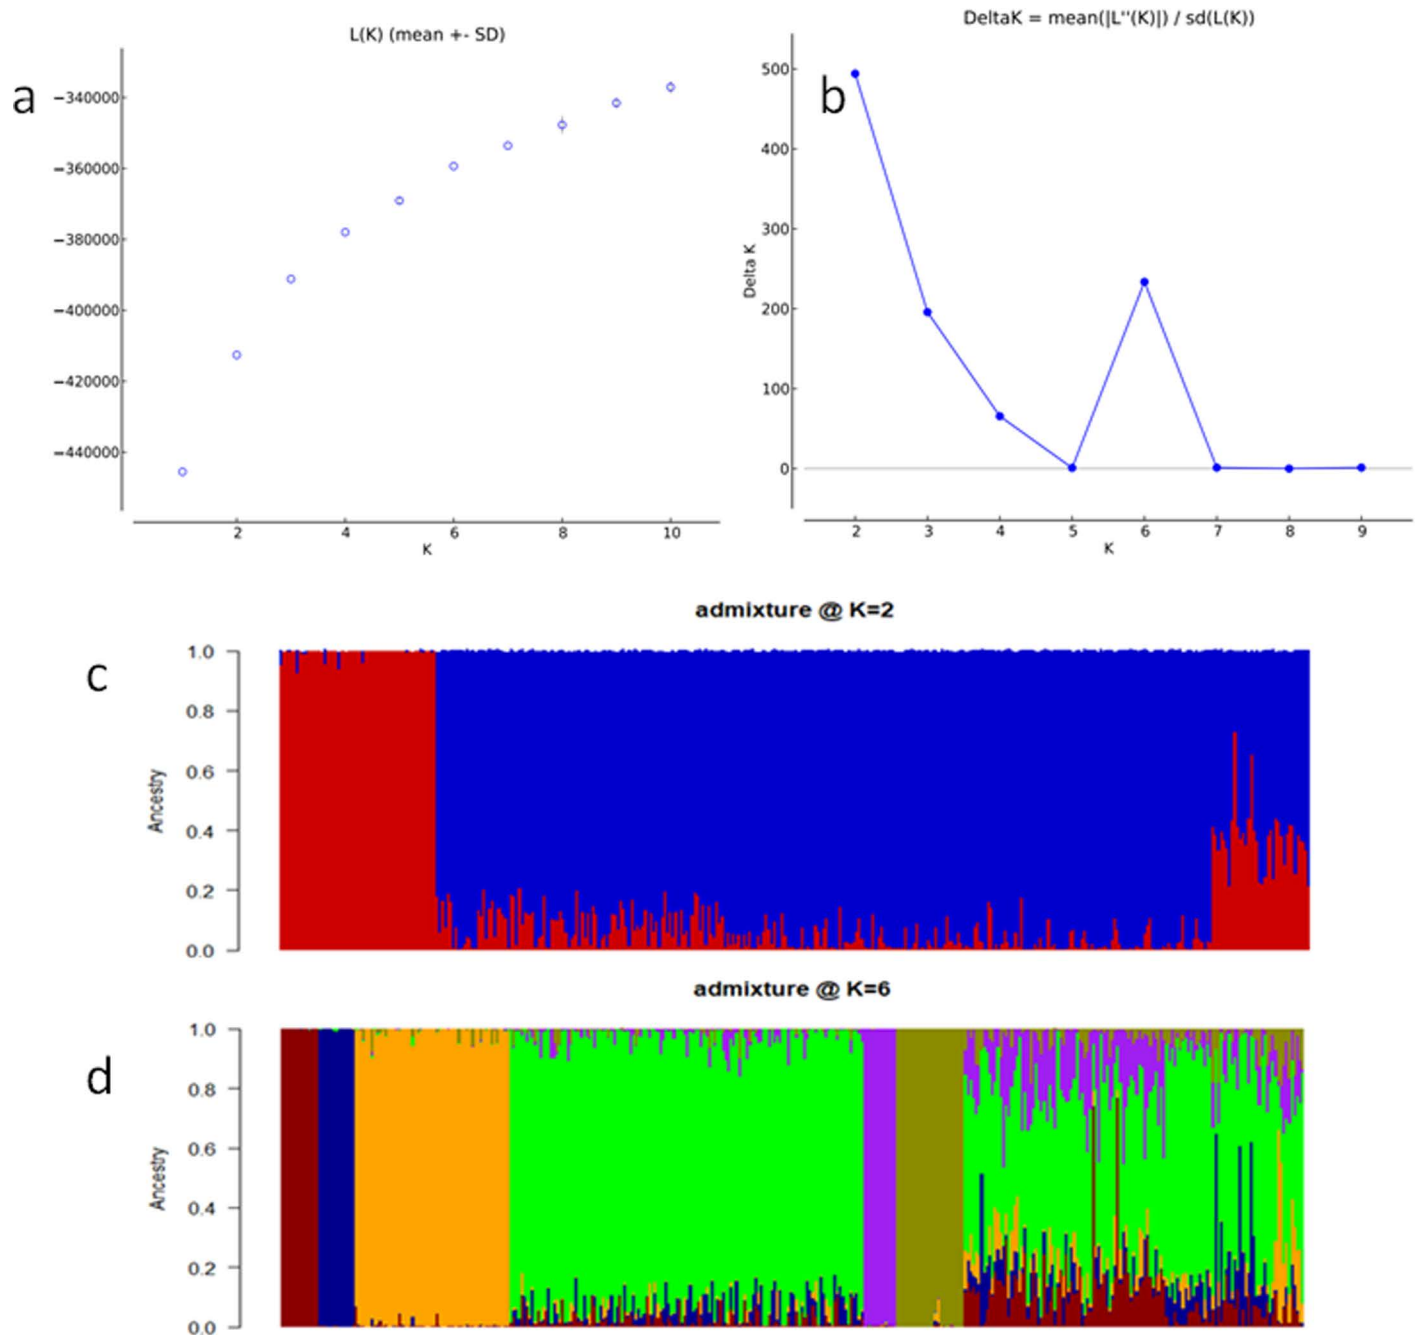 L(K) (mean +- SD)
a
−340000
−360000
−380000
−400000
−420000
−440000
2 4 6 8 10
K
DeltaK = mean(|L''(K)|) / sd(L(K))
b
500
400
300
200
100
0
Delta K
2 3 4 5 6 7 8 9
K
admixture @ K=2
c
1.0
0.8
0.6
0.4
0.2
0.0
Ancestry
admixture @ K=6
d
1.0
0.8
0.6
0.4
0.2
0.0
Ancestry